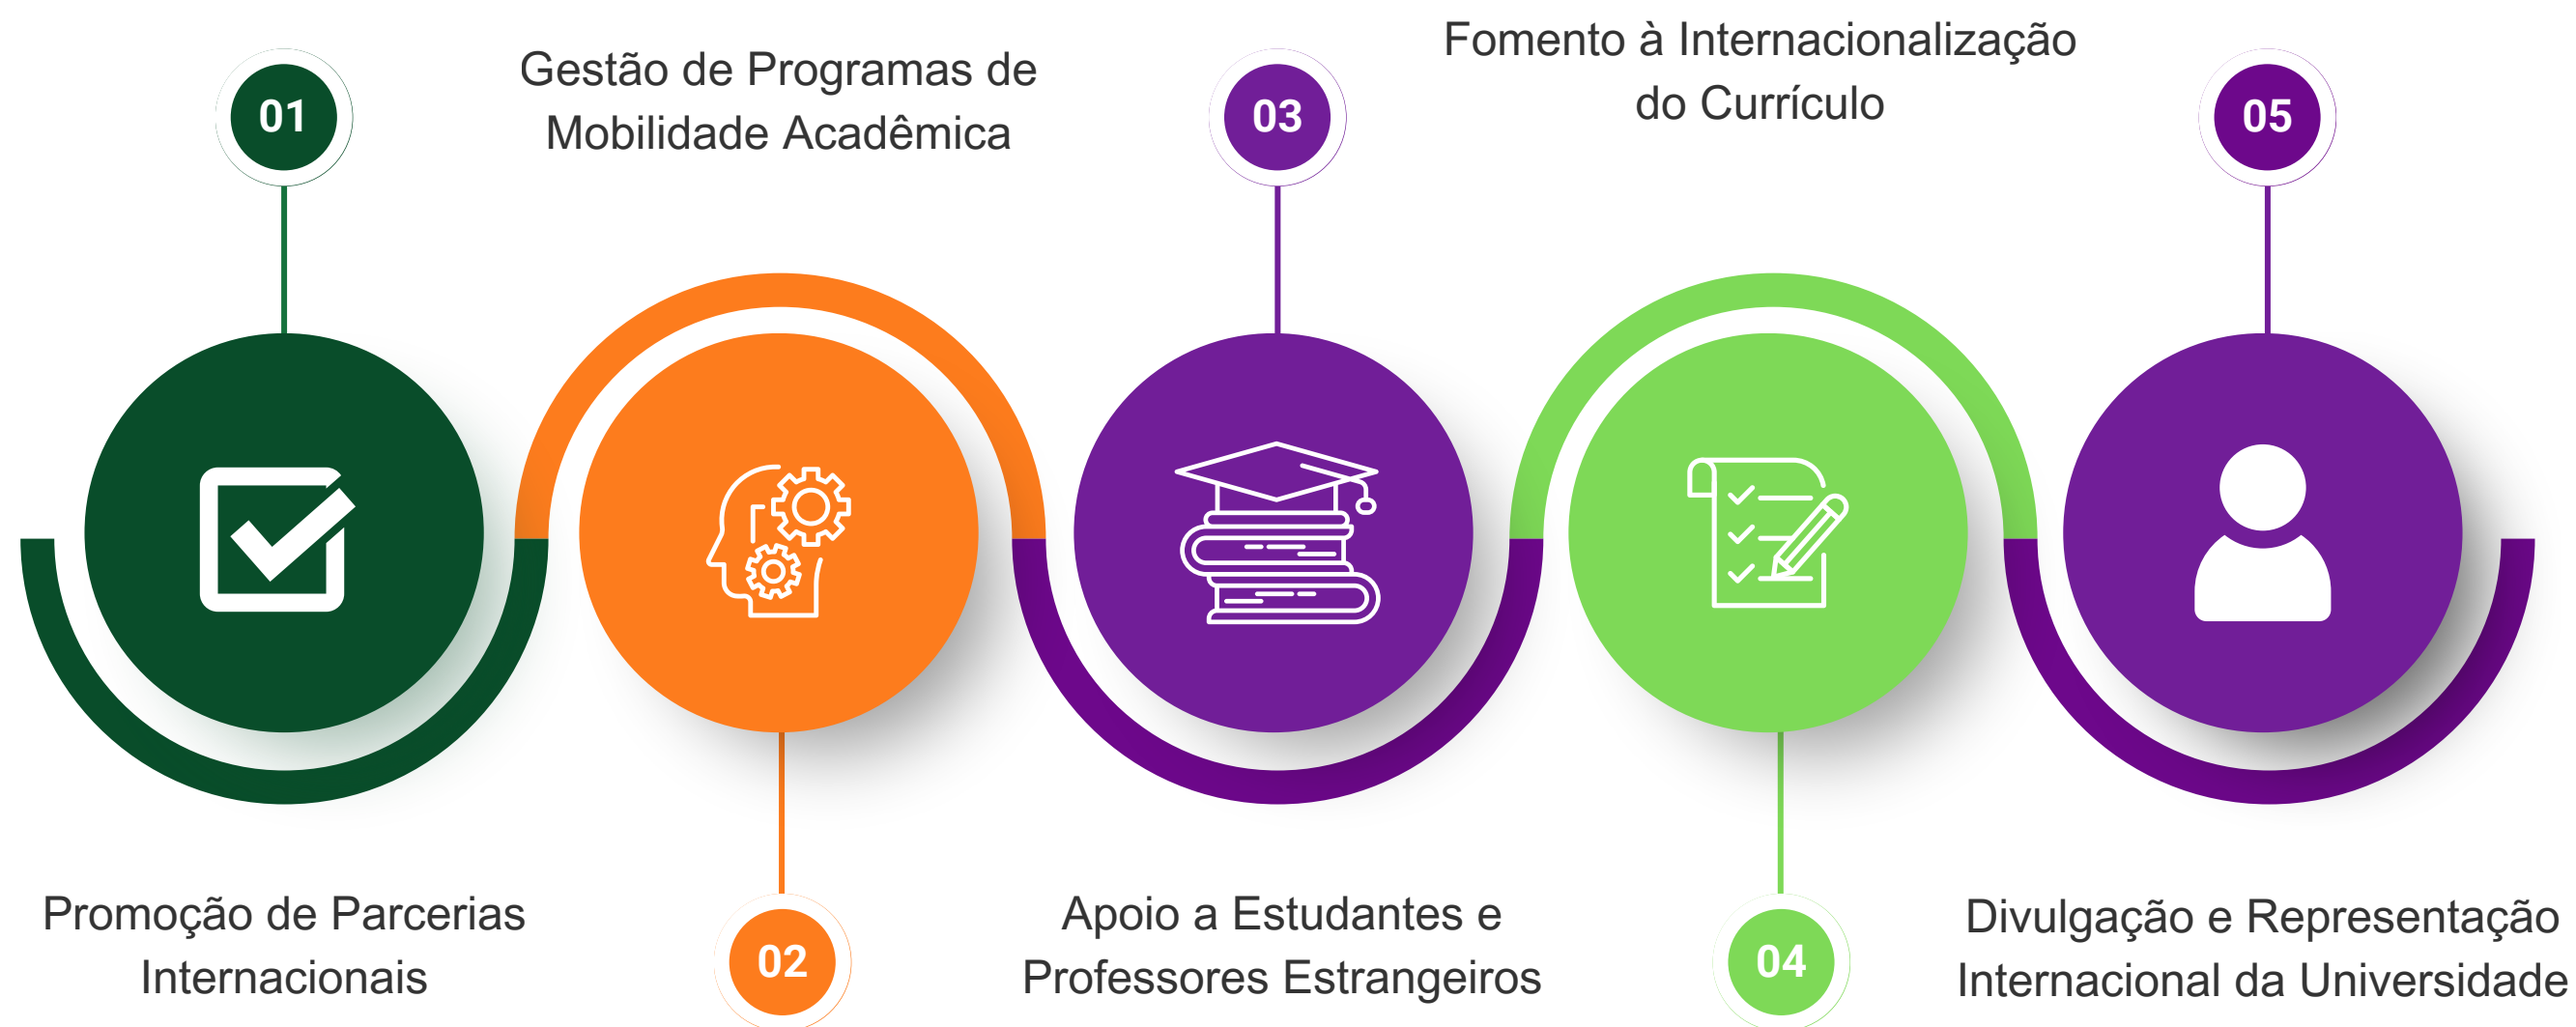 01
Promoção de Parcerias
Internacionais
Gestão de Programas de
Mobilidade Acadêmica
02
03
Apoio a Estudantes e
Professores Estrangeiros
Fomento à Internacionalização
do Currículo
04
05
Divulgação e Representação
Internacional da Universidade